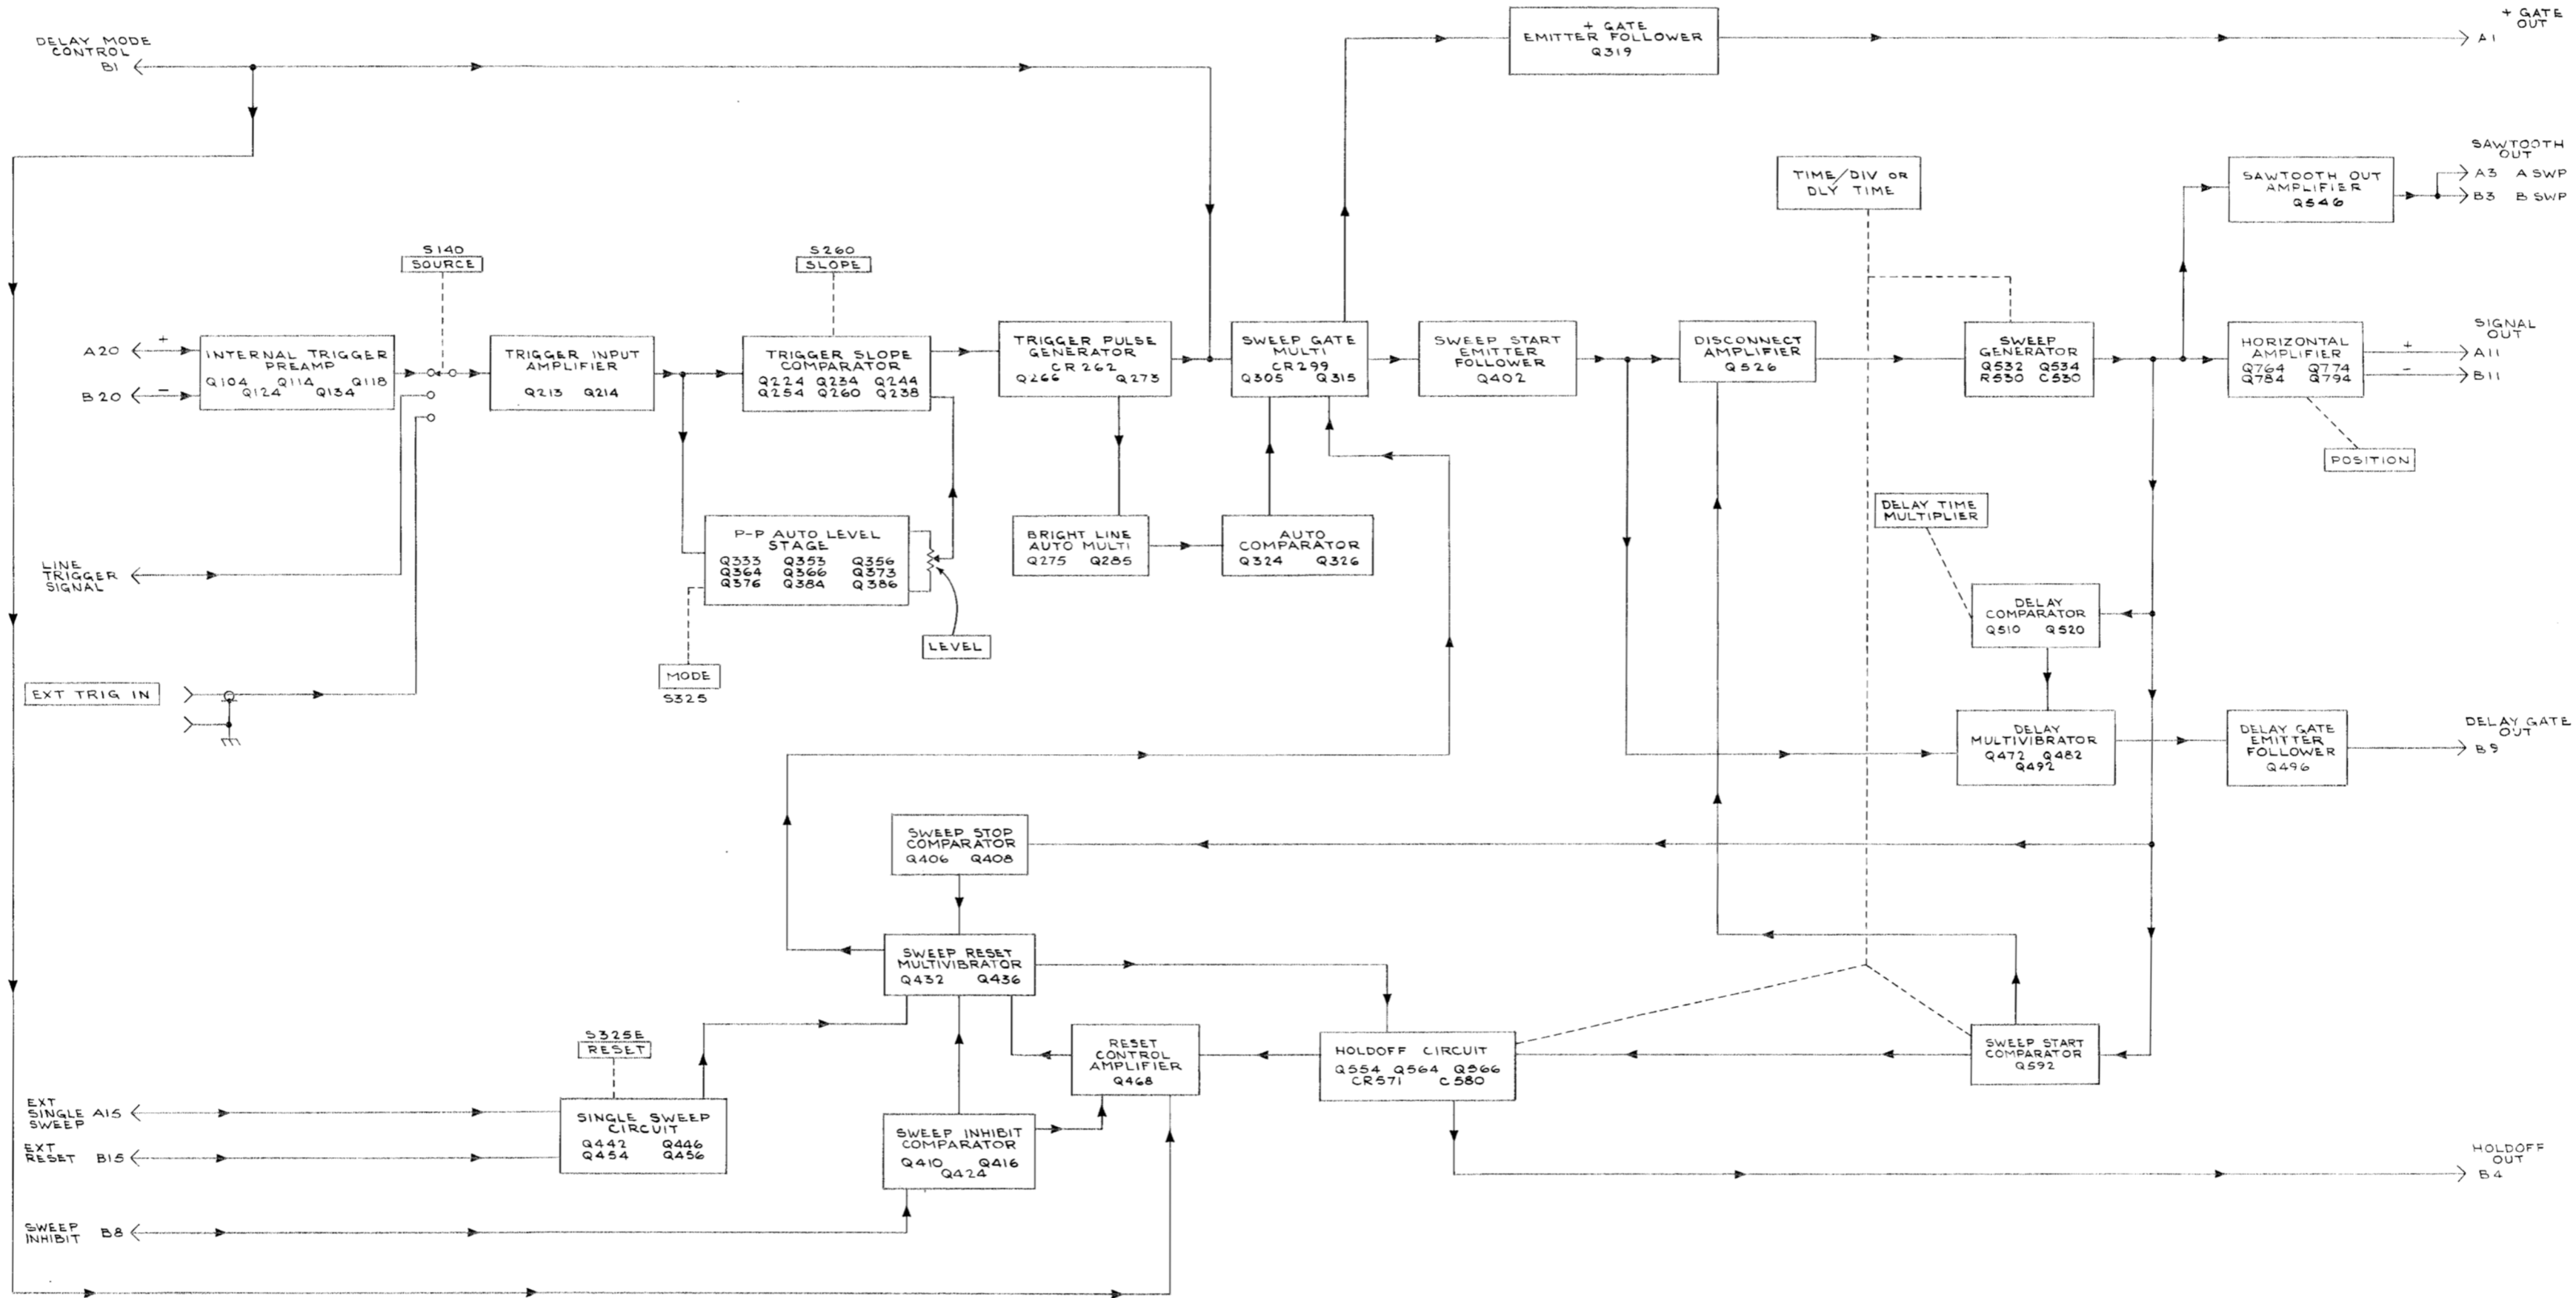 DELAY MODE
CONTROL
B1
+ GATE
EMITTER FOLLOWER
Q319
+ GATE
OUT
A1
TIME/DIV OR
DLY TIME
SAWTOOTH OUT
AMPLIFIER
Q546
SAWTOOTH
OUT
A3 A SWP
B3 B SWP
S140
SOURCE
S260
SLOPE
A20 +
B20 −
INTERNAL TRIGGER
PREAMP
Q104 Q114 Q118
Q124 Q134
TRIGGER INPUT
AMPLIFIER
Q213 Q214
TRIGGER SLOPE
COMPARATOR
Q224 Q234 Q244
Q254 Q260 Q238
TRIGGER PULSE
GENERATOR
CR262
Q266 Q273
SWEEP GATE
MULTI
CR299
Q305 Q315
SWEEP START
EMITTER
FOLLOWER
Q402
DISCONNECT
AMPLIFIER
Q526
SWEEP
GENERATOR
Q532 Q534
R530 C530
HORIZONTAL
AMPLIFIER
Q764 Q774
Q784 Q794
SIGNAL
OUT
+ A11
− B11
POSITION
DELAY TIME
MULTIPLIER
P-P AUTO LEVEL
STAGE
Q333 Q353 Q356
Q364 Q366 Q373
Q376 Q384 Q386
BRIGHT LINE
AUTO MULTI
Q275 Q285
AUTO
COMPARATOR
Q324 Q326
LINE
TRIGGER
SIGNAL
LEVEL
MODE
S325
DELAY
COMPARATOR
Q510 Q520
EXT TRIG IN
DELAY
MULTIVIBRATOR
Q472 Q482
Q492
DELAY GATE
EMITTER
FOLLOWER
Q496
DELAY GATE
OUT
B9
SWEEP STOP
COMPARATOR
Q406 Q408
SWEEP RESET
MULTIVIBRATOR
Q432 Q436
S325E
RESET
RESET
CONTROL
AMPLIFIER
Q468
HOLDOFF CIRCUIT
Q554 Q564 Q566
CR571 C580
SWEEP START
COMPARATOR
Q592
EXT
SINGLE A15
SWEEP
EXT
RESET B15
SINGLE SWEEP
CIRCUIT
Q442 Q446
Q454 Q456
SWEEP INHIBIT
COMPARATOR
Q410 Q416
Q424
HOLDOFF
OUT
B4
SWEEP
INHIBIT B8